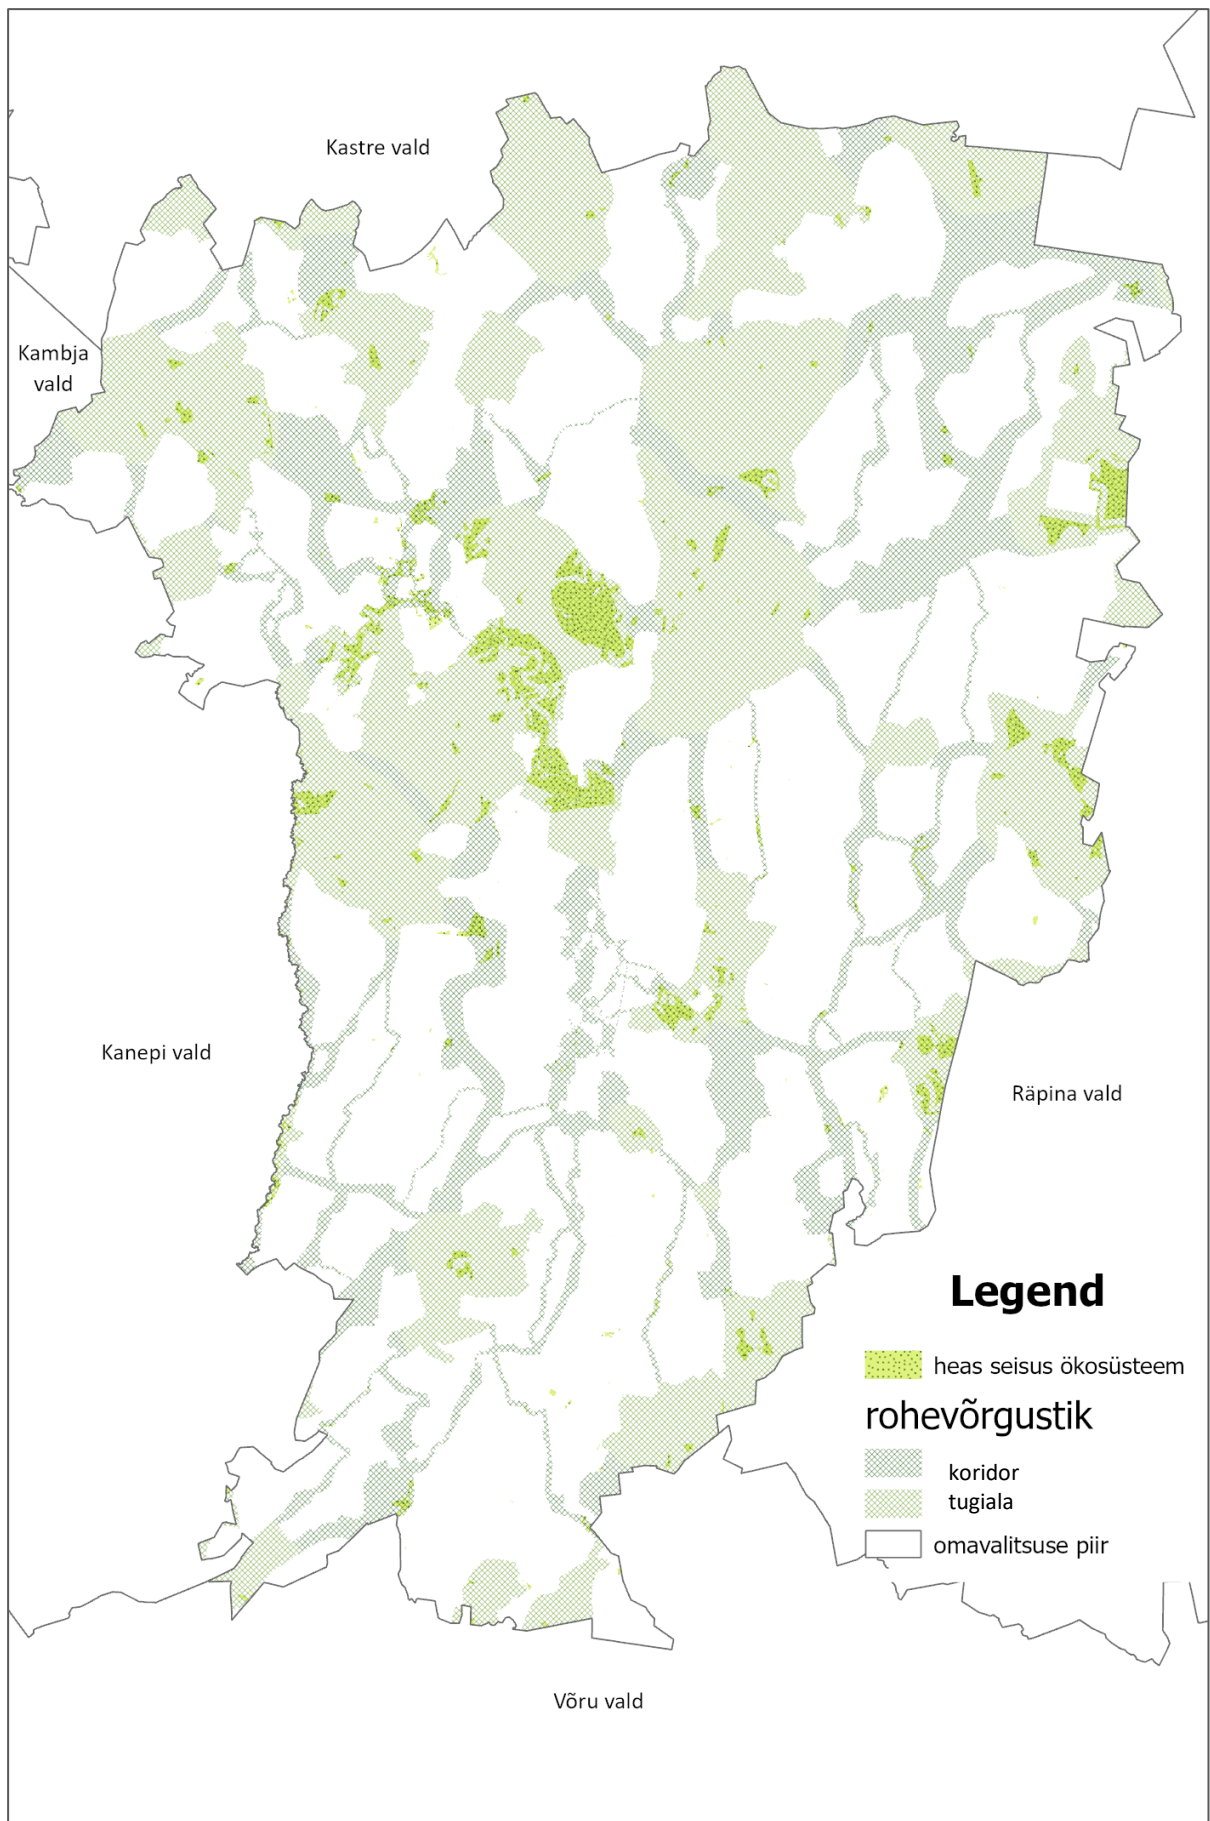 Kastre vald
Kambja
vald
Kanepi vald
Räpina vald
Legend
heas seisus ökosüsteem
rohevõrgustik
koridor
tugiala
omavalitsuse piir
Võru vald